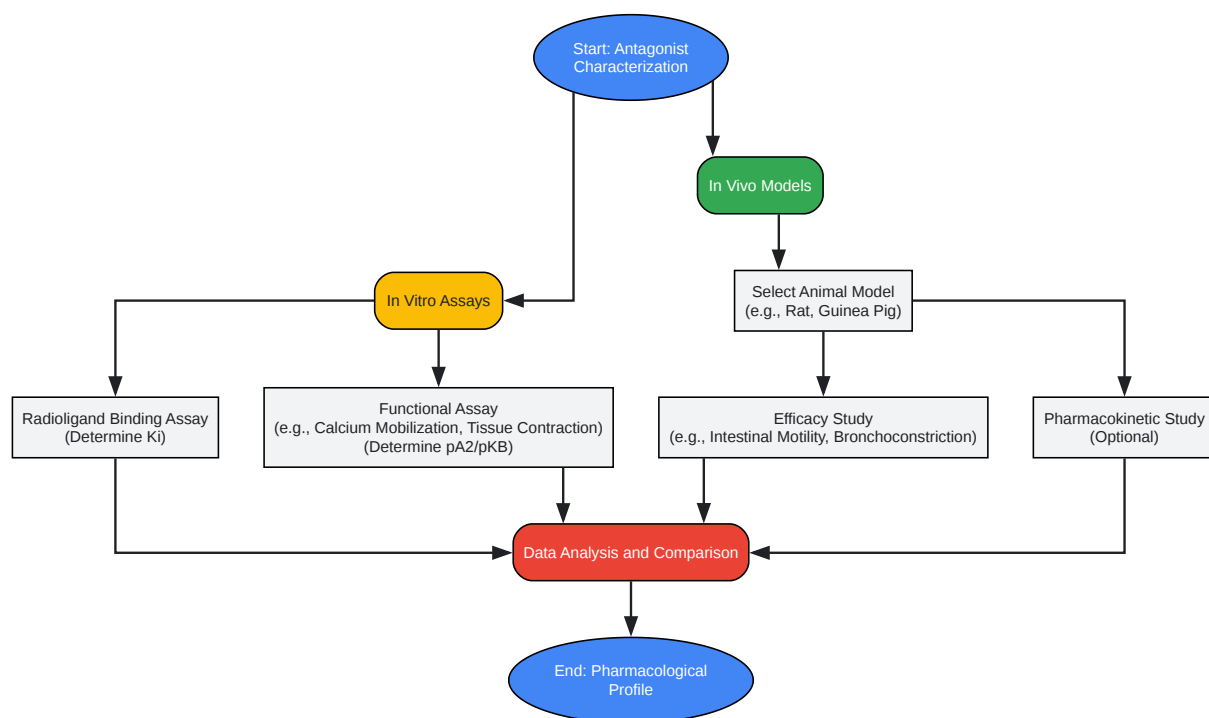 Start: Antagonist
Characterization
In Vivo Models
In Vitro Assays
Select Animal Model
(e.g., Rat, Guinea Pig)
Radioligand Binding Assay
(Determine Ki)
Functional Assay
(e.g., Calcium Mobilization, Tissue Contraction)
(Determine pA2/pKB)
Efficacy Study
(e.g., Intestinal Motility, Bronchoconstriction)
Pharmacokinetic Study
(Optional)
Data Analysis and Comparison
End: Pharmacological
Profile